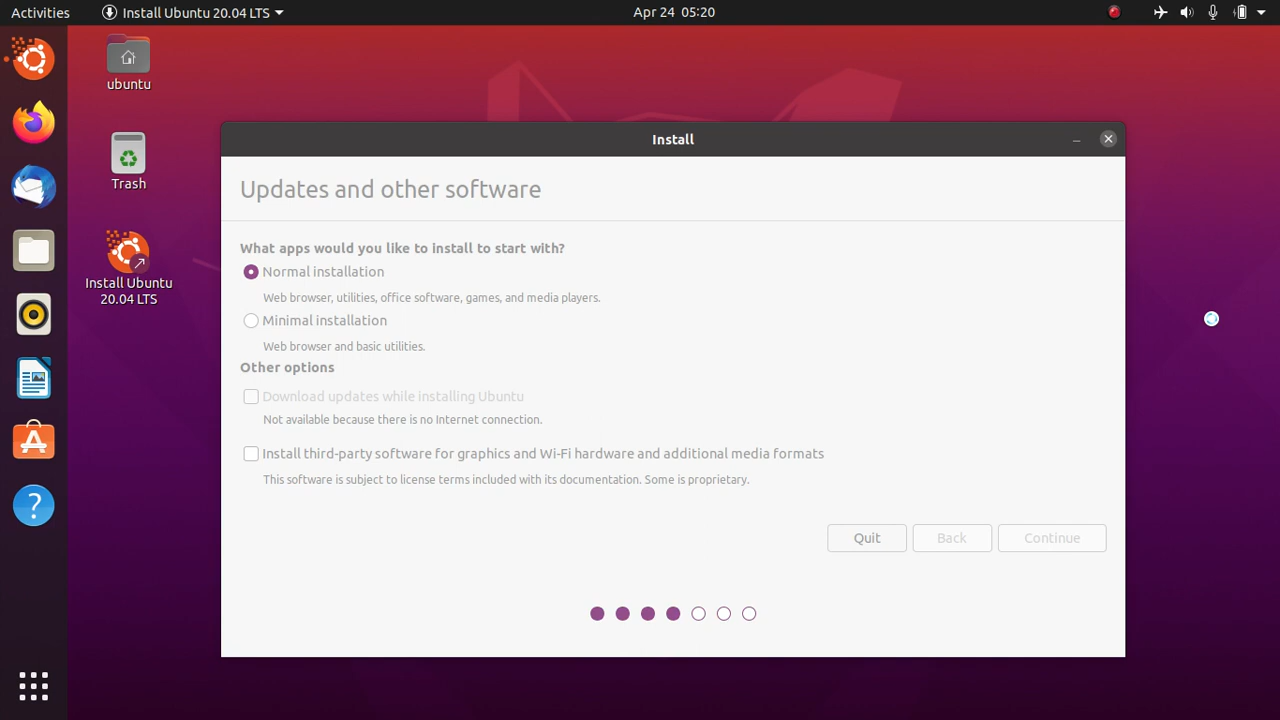 Activities
Install Ubuntu 20.04 LTS
Apr 24 05:20
ubuntu
Trash
Install Ubuntu
20.04 LTS
Install
Updates and other software
What apps would you like to install to start with?
Normal installation
Web browser, utilities, office software, games, and media players.
Minimal installation
Web browser and basic utilities.
Other options
Download updates while installing Ubuntu
Not available because there is no Internet connection.
Install third-party software for graphics and Wi-Fi hardware and additional media formats
This software is subject to license terms included with its documentation. Some is proprietary.
Quit
Back
Continue